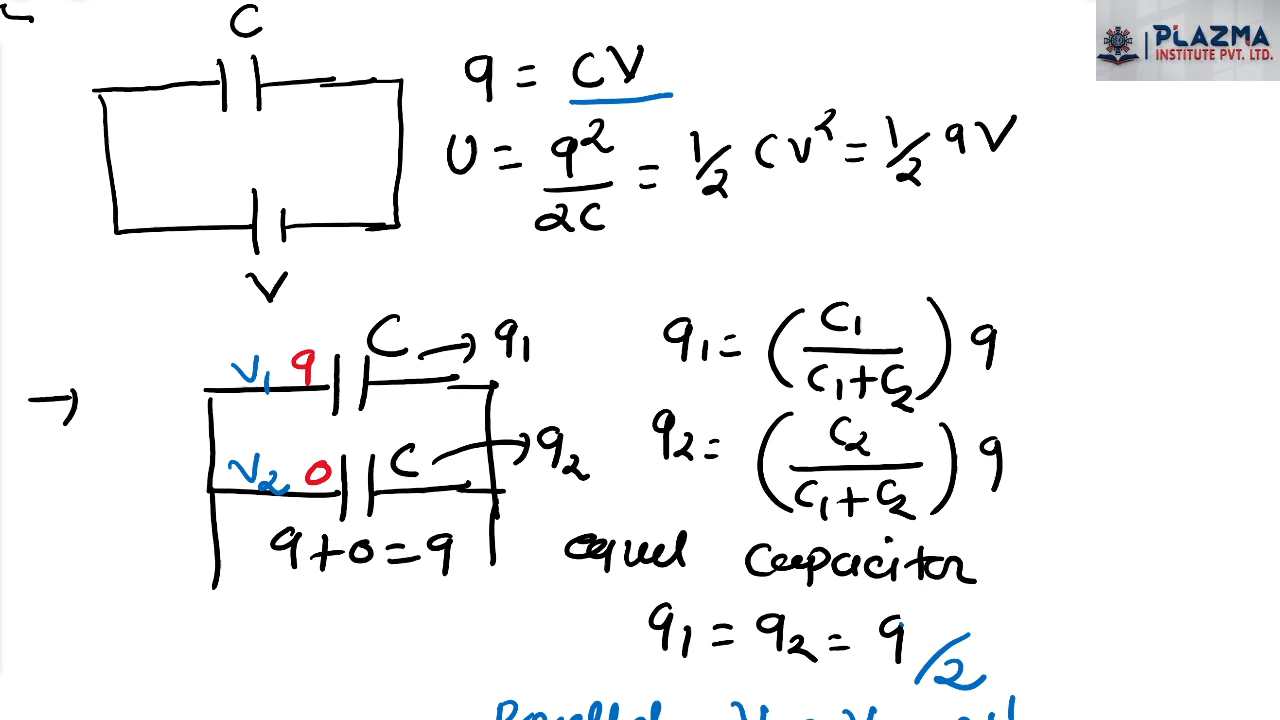 PLAZMA
INSTITUTE PVT. LTD.
C
q = CV
U = q²/2C = 1/2 CV² = 1/2 qV
V
→ V1 q C → q1
V2 0 C → q2
q+0=q
q1 = (C1/(C1+C2)) q
q2 = (C2/(C1+C2)) q
equal capacitor
q1 = q2 = q/2